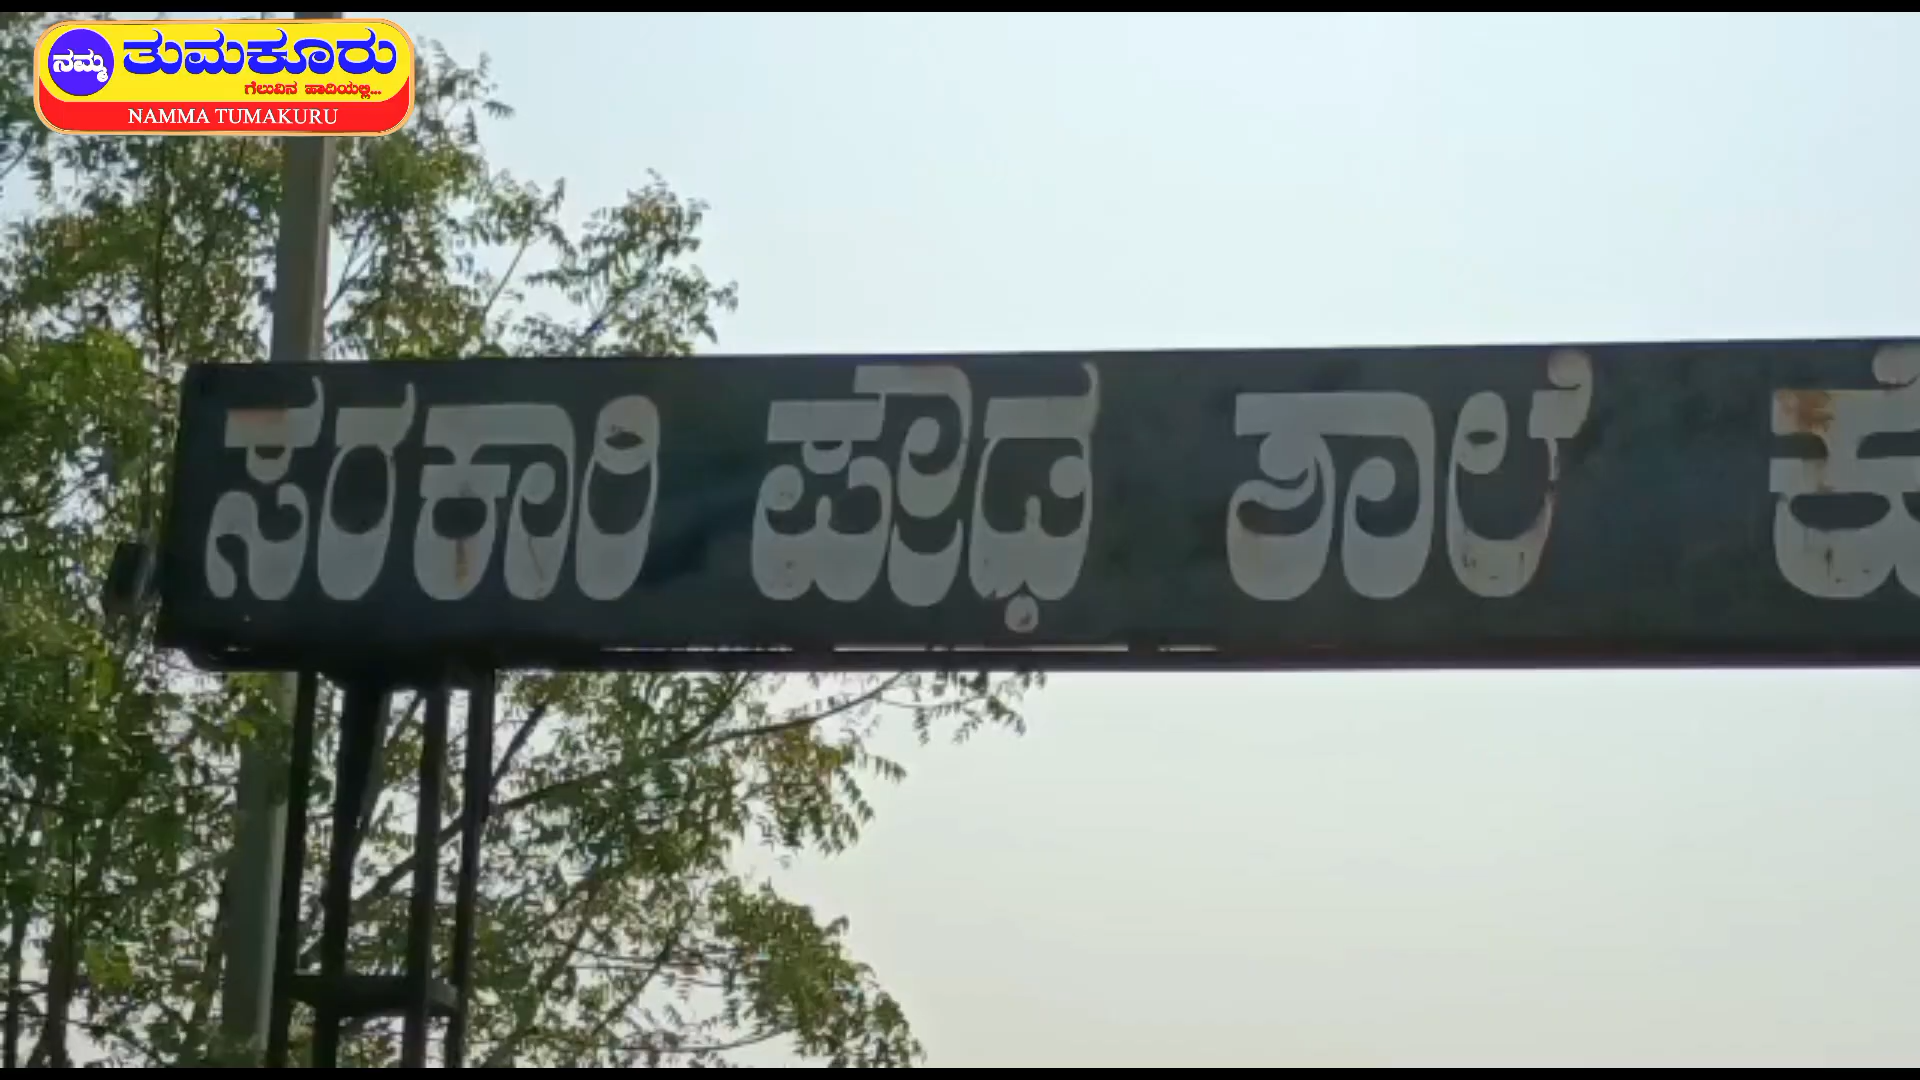 ನಮ್ಮ ತುಮಕೂರು
ಗೆಲುವಿನ ಹಾದಿಯಲ್ಲಿ...
NAMMA TUMAKURU
ಸರಕಾರಿ ಪ್ರೌಢ ಶಾಲೆ